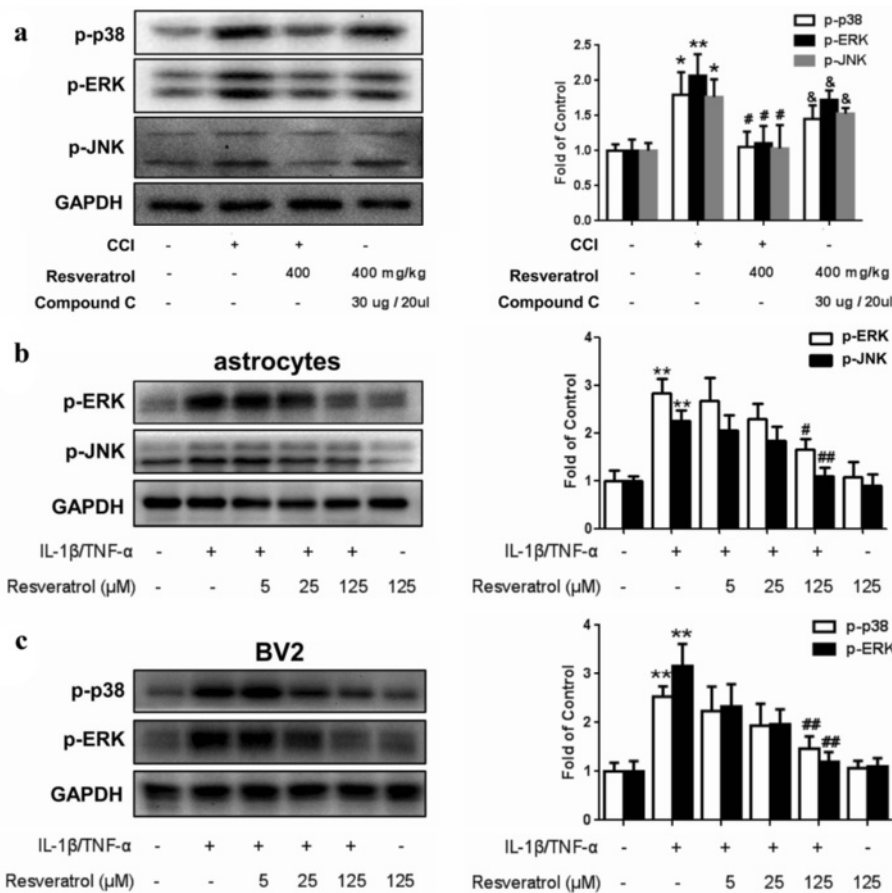 a
p-p38
p-ERK
p-JNK
GAPDH
CCI - + + -
Resveratrol - - 400 400 mg/kg
Compound C 30 ug / 20ul
p-p38
p-ERK
p-JNK
Fold of Control
2.5
2.0
1.5
1.0
0.5
0.0
* ** *
# # #
& & &
CCI - + + -
Resveratrol - - 400 400 mg/kg
Compound C 30 ug / 20ul
b
astrocytes
p-ERK
p-JNK
GAPDH
IL-1β/TNF-α - + + + + -
Resveratrol (μM) - - 5 25 125 125
p-ERK
p-JNK
Fold of Control
4
3
2
1
0
** **
# ##
IL-1β/TNF-α - + + + + -
Resveratrol (μM) - - 5 25 125 125
c
BV2
p-p38
p-ERK
GAPDH
IL-1β/TNF-α - + + + + -
Resveratrol (μM) - - 5 25 125 125
p-p38
p-ERK
Fold of Control
4
3
2
1
0
** **
## ##
IL-1β/TNF-α - + + + + -
Resveratrol (μM) - - 5 25 125 125